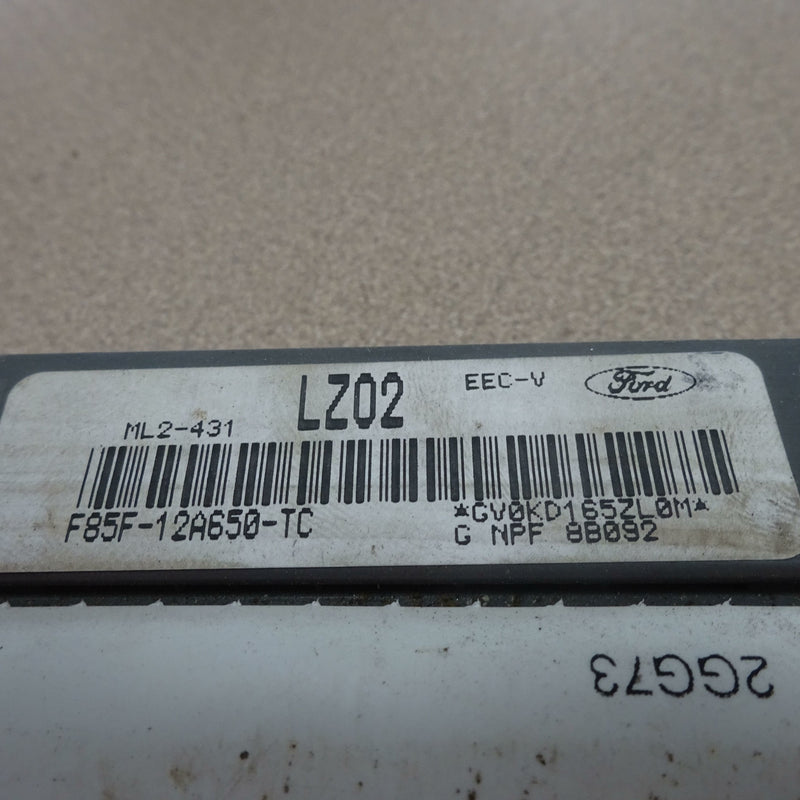 LZ02 EEC-V Ford
ML2-431
F85F-12A650-TC *GV0KD165ZL0M*
G NPF 8B092
2GG73